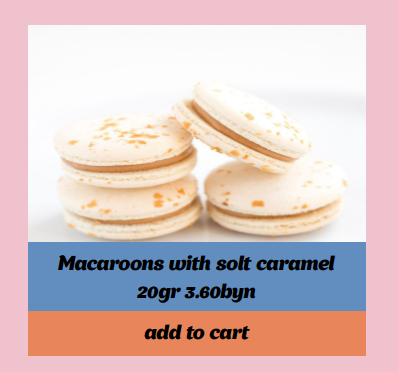 Macaroons with solt caramel
20gr 3.60byn
add to cart